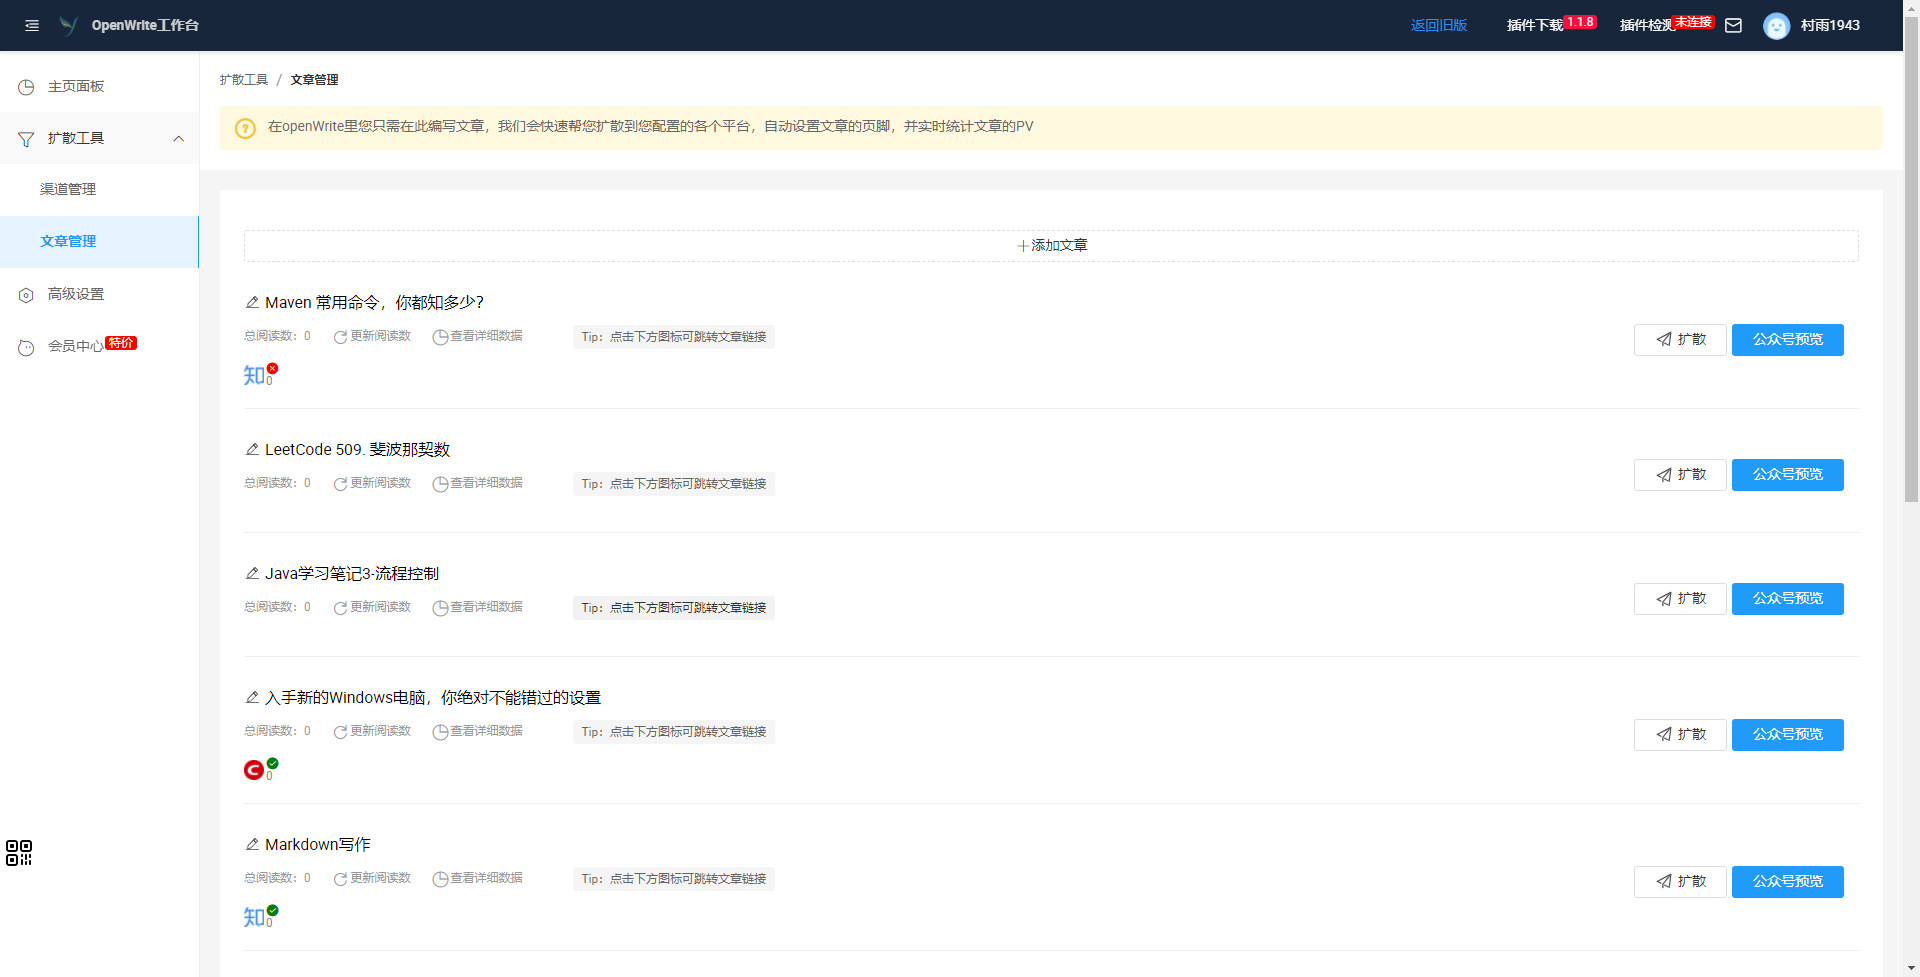 OpenWrite工作台
返回旧版
插件下载 1.1.8
插件检测 未连接
村雨1943
主页面板
扩散工具
渠道管理
文章管理
高级设置
会员中心 特价
扩散工具 / 文章管理
在openWrite里您只需在此编写文章，我们会快速帮您扩散到您配置的各个平台，自动设置文章的页脚，并实时统计文章的PV
添加文章
Maven 常用命令，你都知多少？
总阅读数：0 更新阅读数 查看详细数据 Tip：点击下方图标可跳转文章链接
扩散 公众号预览
知 0
LeetCode 509. 斐波那契数
总阅读数：0 更新阅读数 查看详细数据 Tip：点击下方图标可跳转文章链接
扩散 公众号预览
Java学习笔记3-流程控制
总阅读数：0 更新阅读数 查看详细数据 Tip：点击下方图标可跳转文章链接
扩散 公众号预览
入手新的Windows电脑，你绝对不能错过的设置
总阅读数：0 更新阅读数 查看详细数据 Tip：点击下方图标可跳转文章链接
扩散 公众号预览
C 0
Markdown写作
总阅读数：0 更新阅读数 查看详细数据 Tip：点击下方图标可跳转文章链接
扩散 公众号预览
知 0